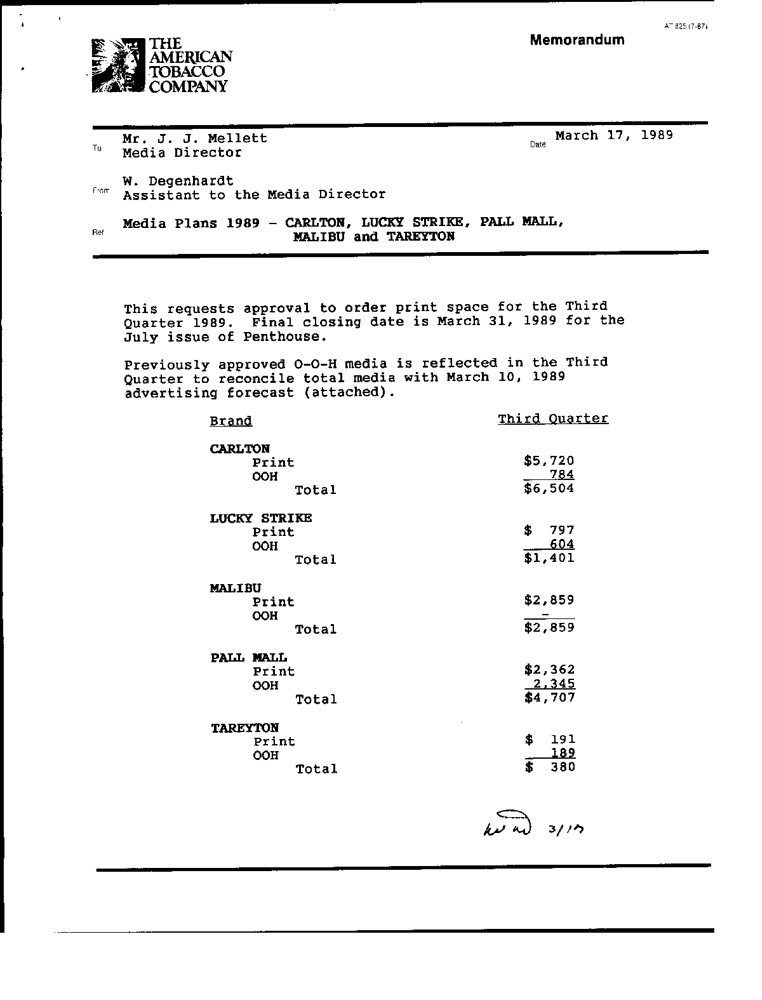 AT 825 (7-87)
Memorandum
THE
AMERICAN
TOBACCO
COMPANY
To Mr. J. J. Mellett
Media Director
Date March 17, 1989
From W. Degenhardt
Assistant to the Media Director
Ref Media Plans 1989 - CARLTON, LUCKY STRIKE, PALL MALL,
MALIBU and TAREYTON
This requests approval to order print space for the Third
Quarter 1989. Final closing date is March 31, 1989 for the
July issue of Penthouse.
Previously approved O-O-H media is reflected in the Third
Quarter to reconcile total media with March 10, 1989
advertising forecast (attached).
Brand Third Quarter
CARLTON
Print $5,720
OOH 784
Total $6,504
LUCKY STRIKE
Print $ 797
OOH 604
Total $1,401
MALIBU
Print $2,859
OOH -
Total $2,859
PALL MALL
Print $2,362
OOH 2,345
Total $4,707
TAREYTON
Print $ 191
OOH 189
Total $ 380
3/17